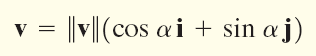 v = ‖v‖(cos α i + sin α j)